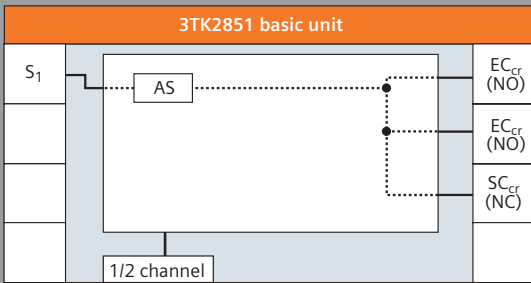 3TK2851 basic unit
S1
AS
ECcr
(NO)
ECcr
(NO)
SCcr
(NC)
1/2 channel